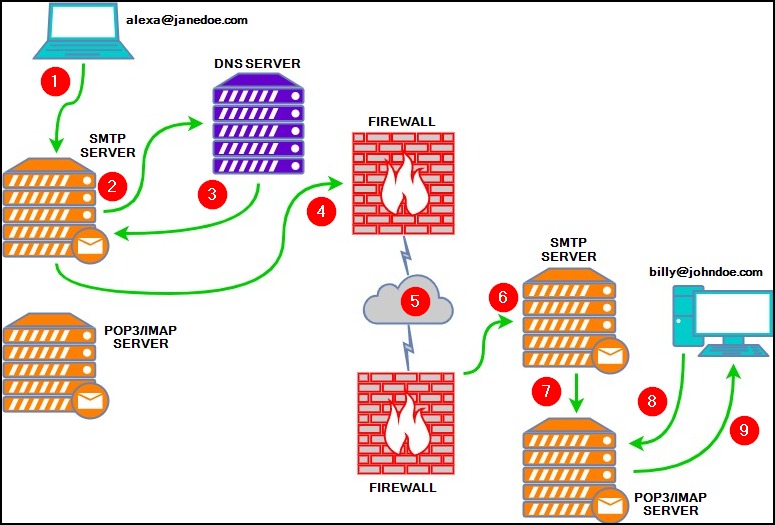 alexa@janedoe.com
1
DNS SERVER
SMTP
SERVER
2
3
4
FIREWALL
5
POP3/IMAP
SERVER
FIREWALL
6
SMTP
SERVER
billy@johndoe.com
7
8
9
POP3/IMAP
SERVER